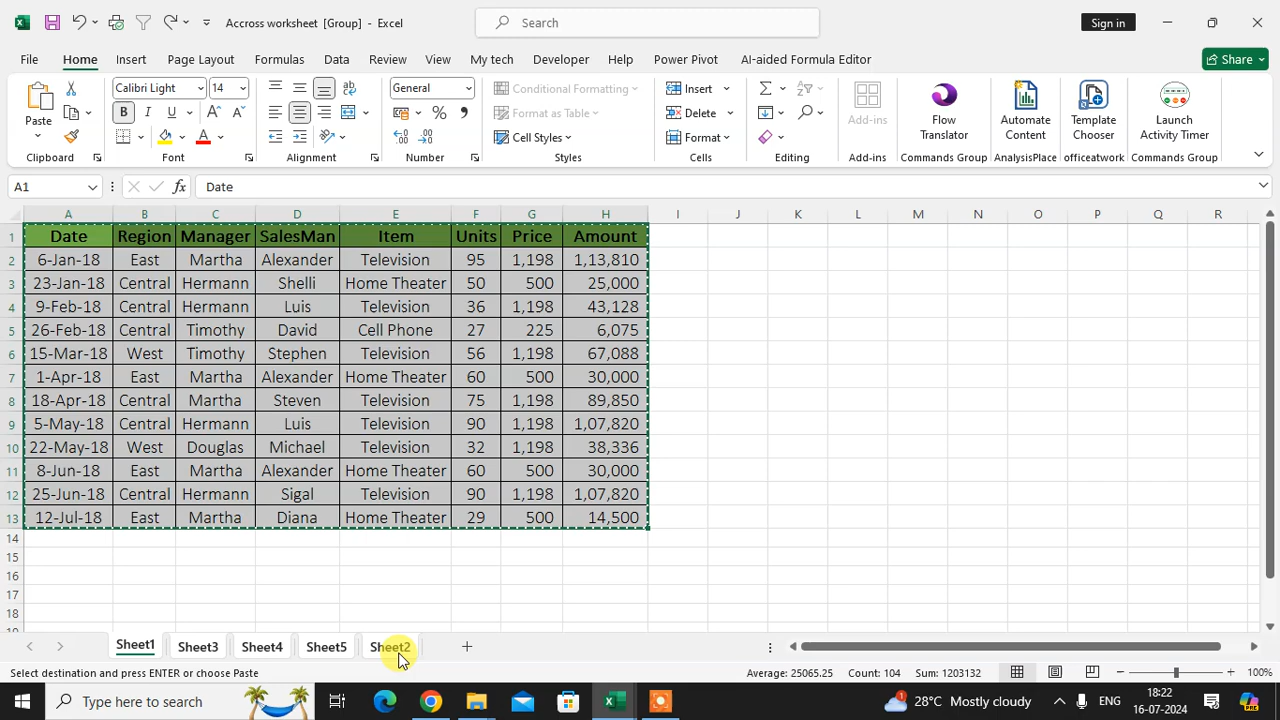 Accross worksheet [Group] - Excel
Search
Sign in
File Home Insert Page Layout Formulas Data Review View My tech Developer Help Power Pivot AI-aided Formula Editor
Share
Paste
Clipboard
Calibri Light 14
B I U
Font
Alignment
General
Number
Conditional Formatting
Format as Table
Cell Styles
Styles
Insert
Delete
Format
Cells
Editing
Add-ins
Add-ins
Flow Translator
Commands Group
Automate Content
AnalysisPlace
Template Chooser
officeatwork
Launch Activity Timer
Commands Group
A1 fx Date
A B C D E F G H I J K L M N O P Q R
1 Date Region Manager SalesMan Item Units Price Amount
2 6-Jan-18 East Martha Alexander Television 95 1,198 1,13,810
3 23-Jan-18 Central Hermann Shelli Home Theater 50 500 25,000
4 9-Feb-18 Central Hermann Luis Television 36 1,198 43,128
5 26-Feb-18 Central Timothy David Cell Phone 27 225 6,075
6 15-Mar-18 West Timothy Stephen Television 56 1,198 67,088
7 1-Apr-18 East Martha Alexander Home Theater 60 500 30,000
8 18-Apr-18 Central Martha Steven Television 75 1,198 89,850
9 5-May-18 Central Hermann Luis Television 90 1,198 1,07,820
10 22-May-18 West Douglas Michael Television 32 1,198 38,336
11 8-Jun-18 East Martha Alexander Home Theater 60 500 30,000
12 25-Jun-18 Central Hermann Sigal Television 90 1,198 1,07,820
13 12-Jul-18 East Martha Diana Home Theater 29 500 14,500
14
15
16
17
18
Sheet1 Sheet3 Sheet4 Sheet5 Sheet2
Select destination and press ENTER or choose Paste Average: 25065.25 Count: 104 Sum: 1203132 100%
Type here to search
28°C Mostly cloudy
ENG
18:22
16-07-2024